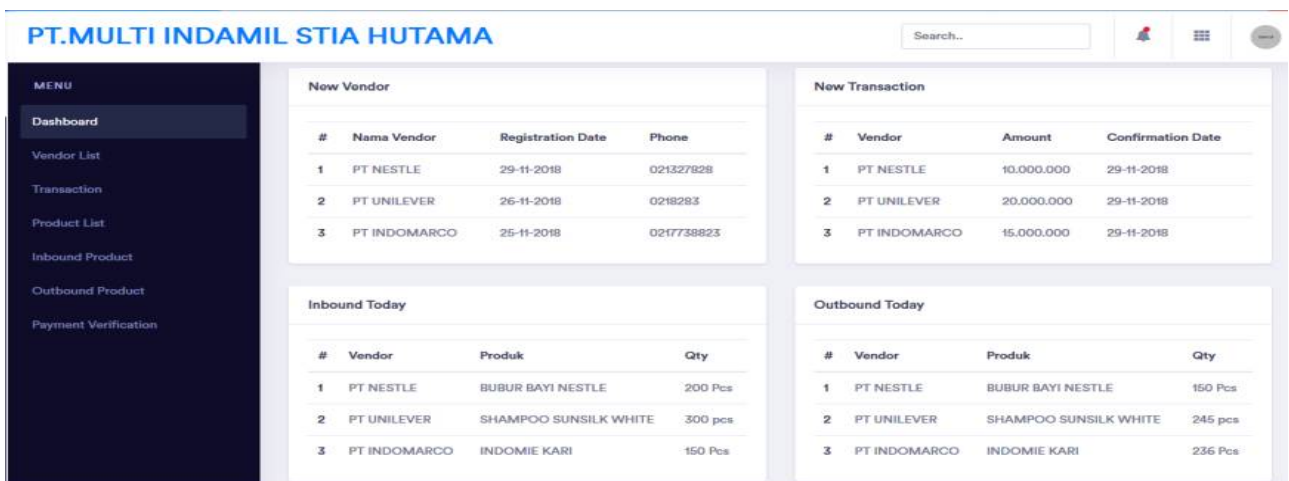 PT.MULTI INDAMIL STIA HUTAMA
Search..
MENU
Dashboard
Vendor List
Transaction
Product List
Inbound Product
Outbound Product
Payment Verification
New Vendor
# Nama Vendor Registration Date Phone
1 PT NESTLE 29-11-2018 021327828
2 PT UNILEVER 26-11-2018 0218283
3 PT INDOMARCO 25-11-2018 0217738823
New Transaction
# Vendor Amount Confirmation Date
1 PT NESTLE 10.000.000 29-11-2018
2 PT UNILEVER 20.000.000 29-11-2018
3 PT INDOMARCO 15.000.000 29-11-2018
Inbound Today
# Vendor Produk Qty
1 PT NESTLE BUBUR BAYI NESTLE 200 Pcs
2 PT UNILEVER SHAMPOO SUNSILK WHITE 300 pcs
3 PT INDOMARCO INDOMIE KARI 150 Pcs
Outbound Today
# Vendor Produk Qty
1 PT NESTLE BUBUR BAYI NESTLE 150 Pcs
2 PT UNILEVER SHAMPOO SUNSILK WHITE 245 pcs
3 PT INDOMARCO INDOMIE KARI 236 Pcs